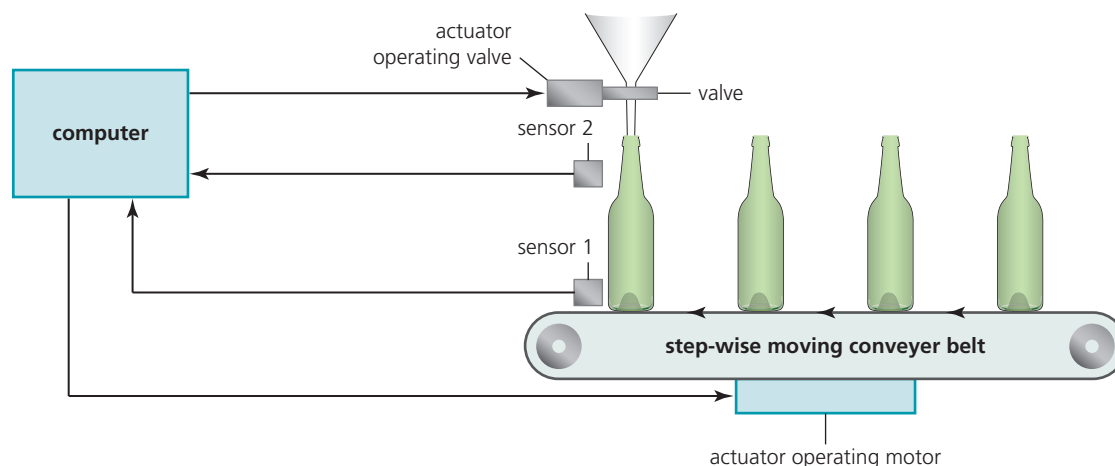 actuator
operating valve
valve
computer
sensor 2
sensor 1
step-wise moving conveyer belt
actuator operating motor